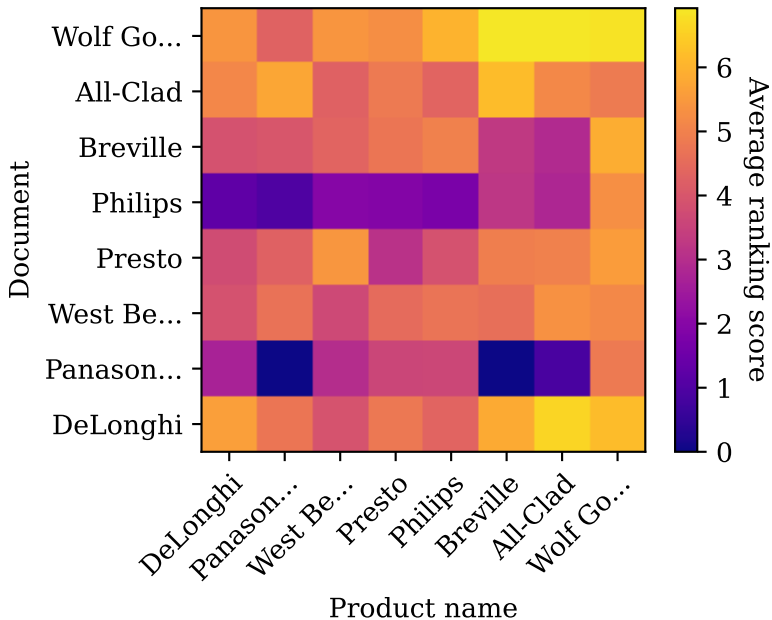 Wolf Go...
All-Clad
Breville
Philips
Presto
West Be...
Panason...
DeLonghi
Document
DeLonghi
Panason...
West Be...
Presto
Philips
Breville
All-Clad
Wolf Go...
Product name
6
5
4
3
2
1
0
Average ranking score